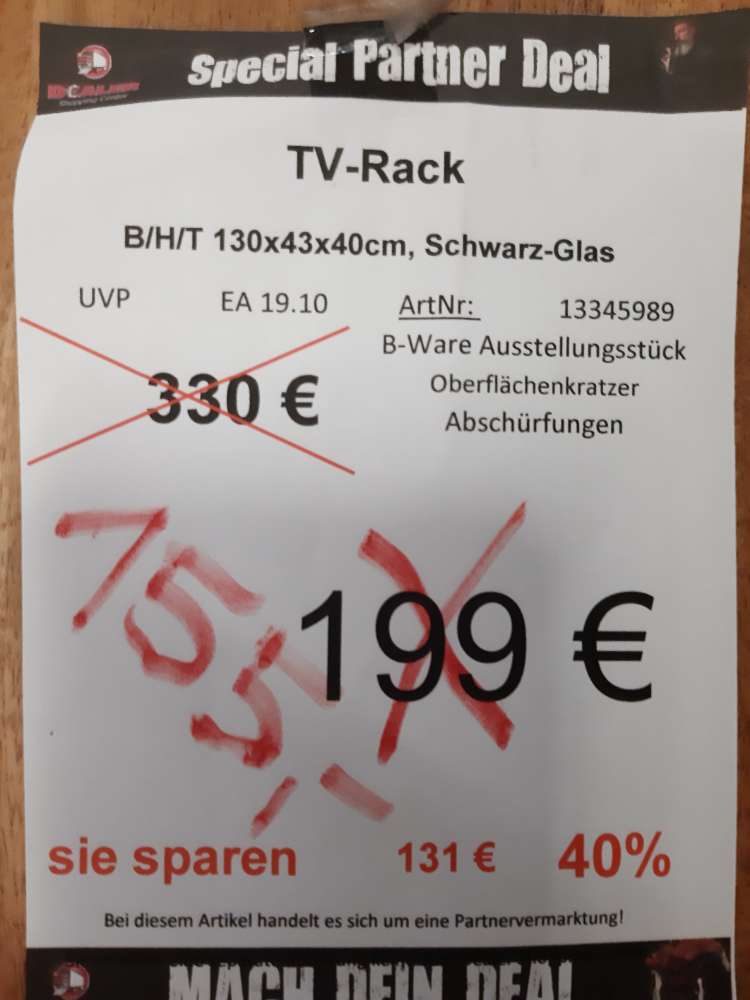 Special Partner Deal
TV-Rack
B/H/T 130x43x40cm, Schwarz-Glas
UVP EA 19.10 ArtNr: 13345989
B-Ware Ausstellungsstück
330 € Oberflächenkratzer
Abschürfungen
155,-
199 €
sie sparen 131 € 40%
Bei diesem Artikel handelt es sich um eine Partnervermarktung!
MACH DEIN DEAL